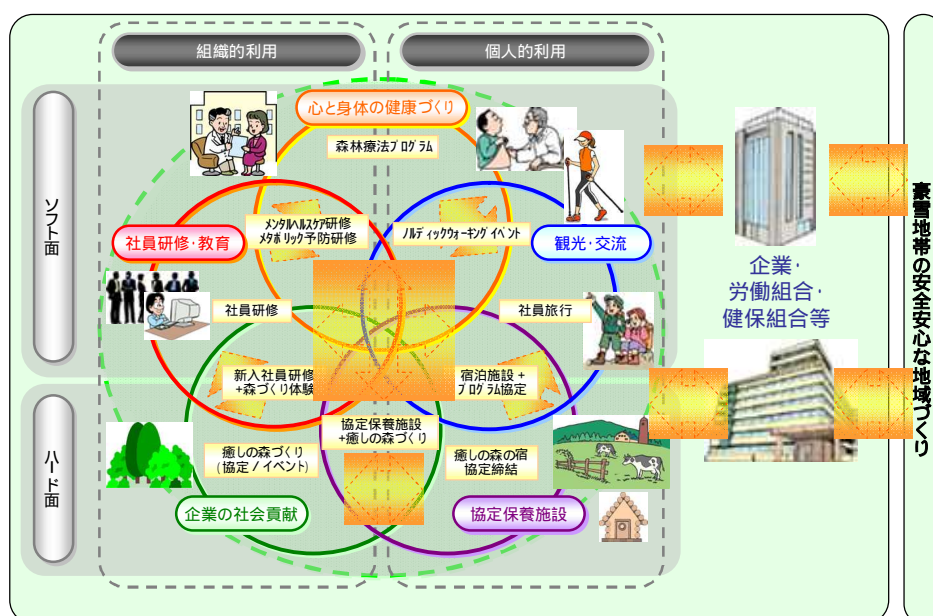 組織的利用
個人的利用
ソフト面
ハード面
心と身体の健康づくり
森林療法プログラム
メンタルヘルスケア研修
メタボリック予防研修
ノルディックウォーキングイベント
社員研修・教育
観光・交流
社員研修
社員旅行
新入社員研修
+森づくり体験
宿泊施設+
プログラム協定
協定保養施設
+癒しの森づくり
癒しの森づくり
(協定/イベント)
癒しの森の宿
協定締結
企業の社会貢献
協定保養施設
企業・
労働組合・
健保組合等
豪雪地帯の安全安心な地域づくり